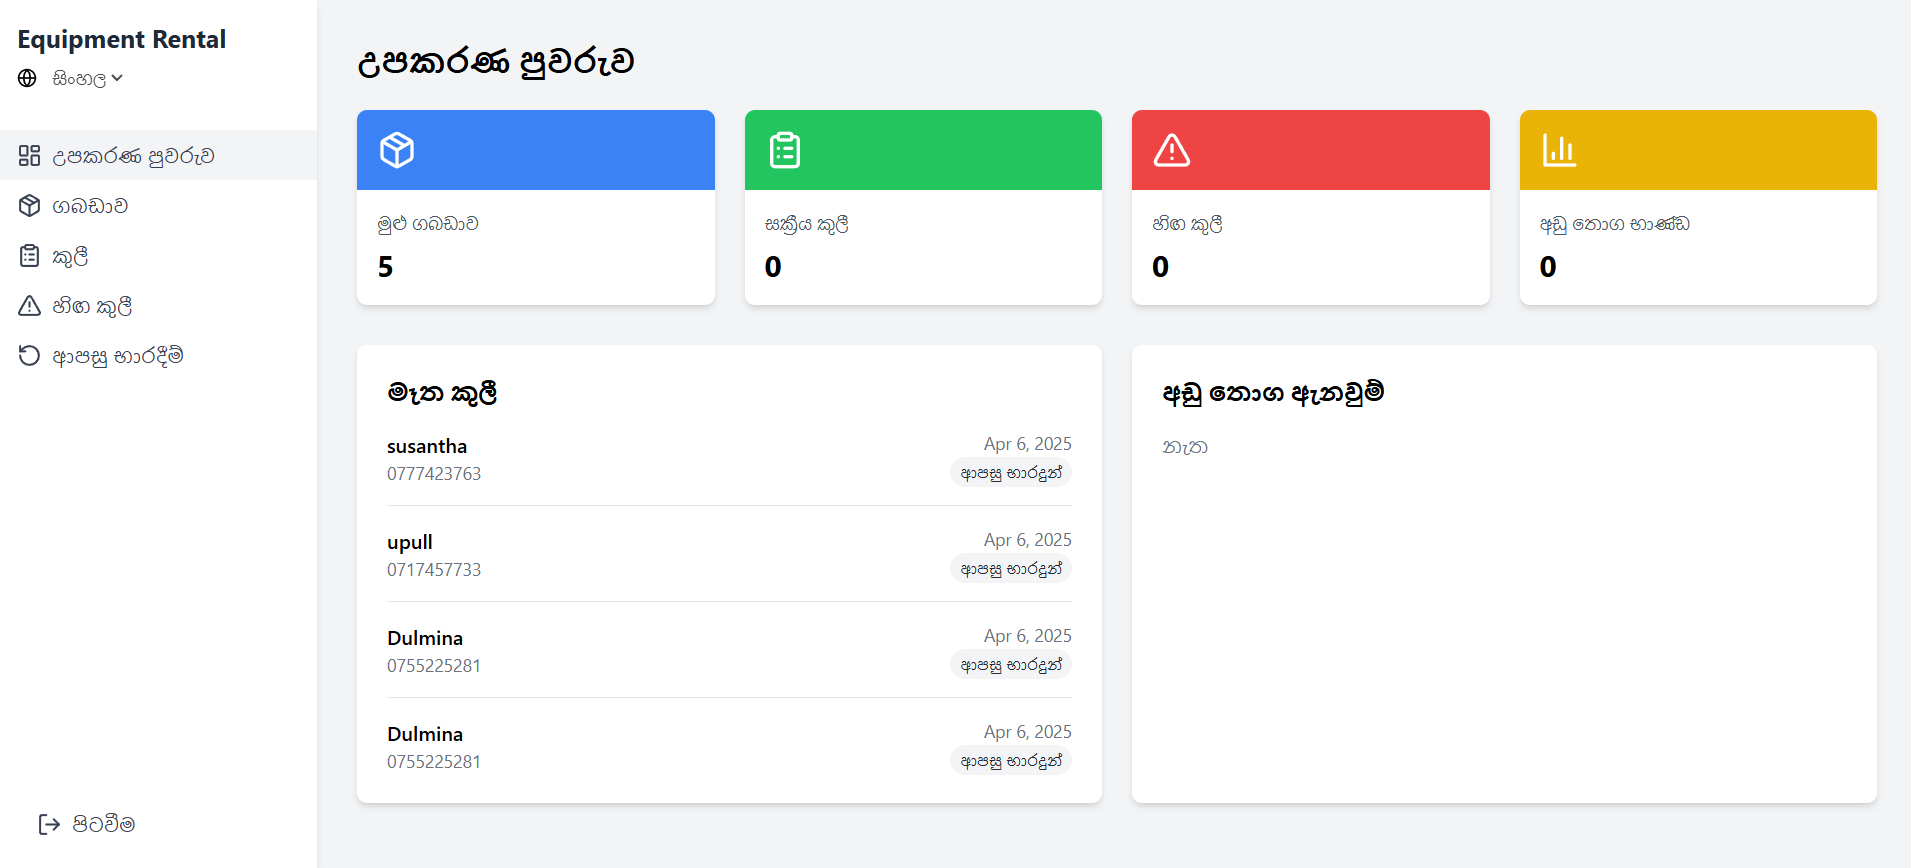 Equipment Rental
සිංහල
උපකරණ පුවරුව
ගබඩාව
කුලී
හිඟ කුලී
ආපසු භාරදීම්
පිටවීම
උපකරණ පුවරුව
මුළු ගබඩාව
5
සක්‍රීය කුලී
0
හිඟ කුලී
0
අඩු තොග භාණ්ඩ
0
මෑත කුලී
susantha
Apr 6, 2025
0777423763
ආපසු භාරදුන්
upull
Apr 6, 2025
0717457733
ආපසු භාරදුන්
Dulmina
Apr 6, 2025
0755225281
ආපසු භාරදුන්
Dulmina
Apr 6, 2025
0755225281
ආපසු භාරදුන්
අඩු තොග ඇනවුම්
නැත